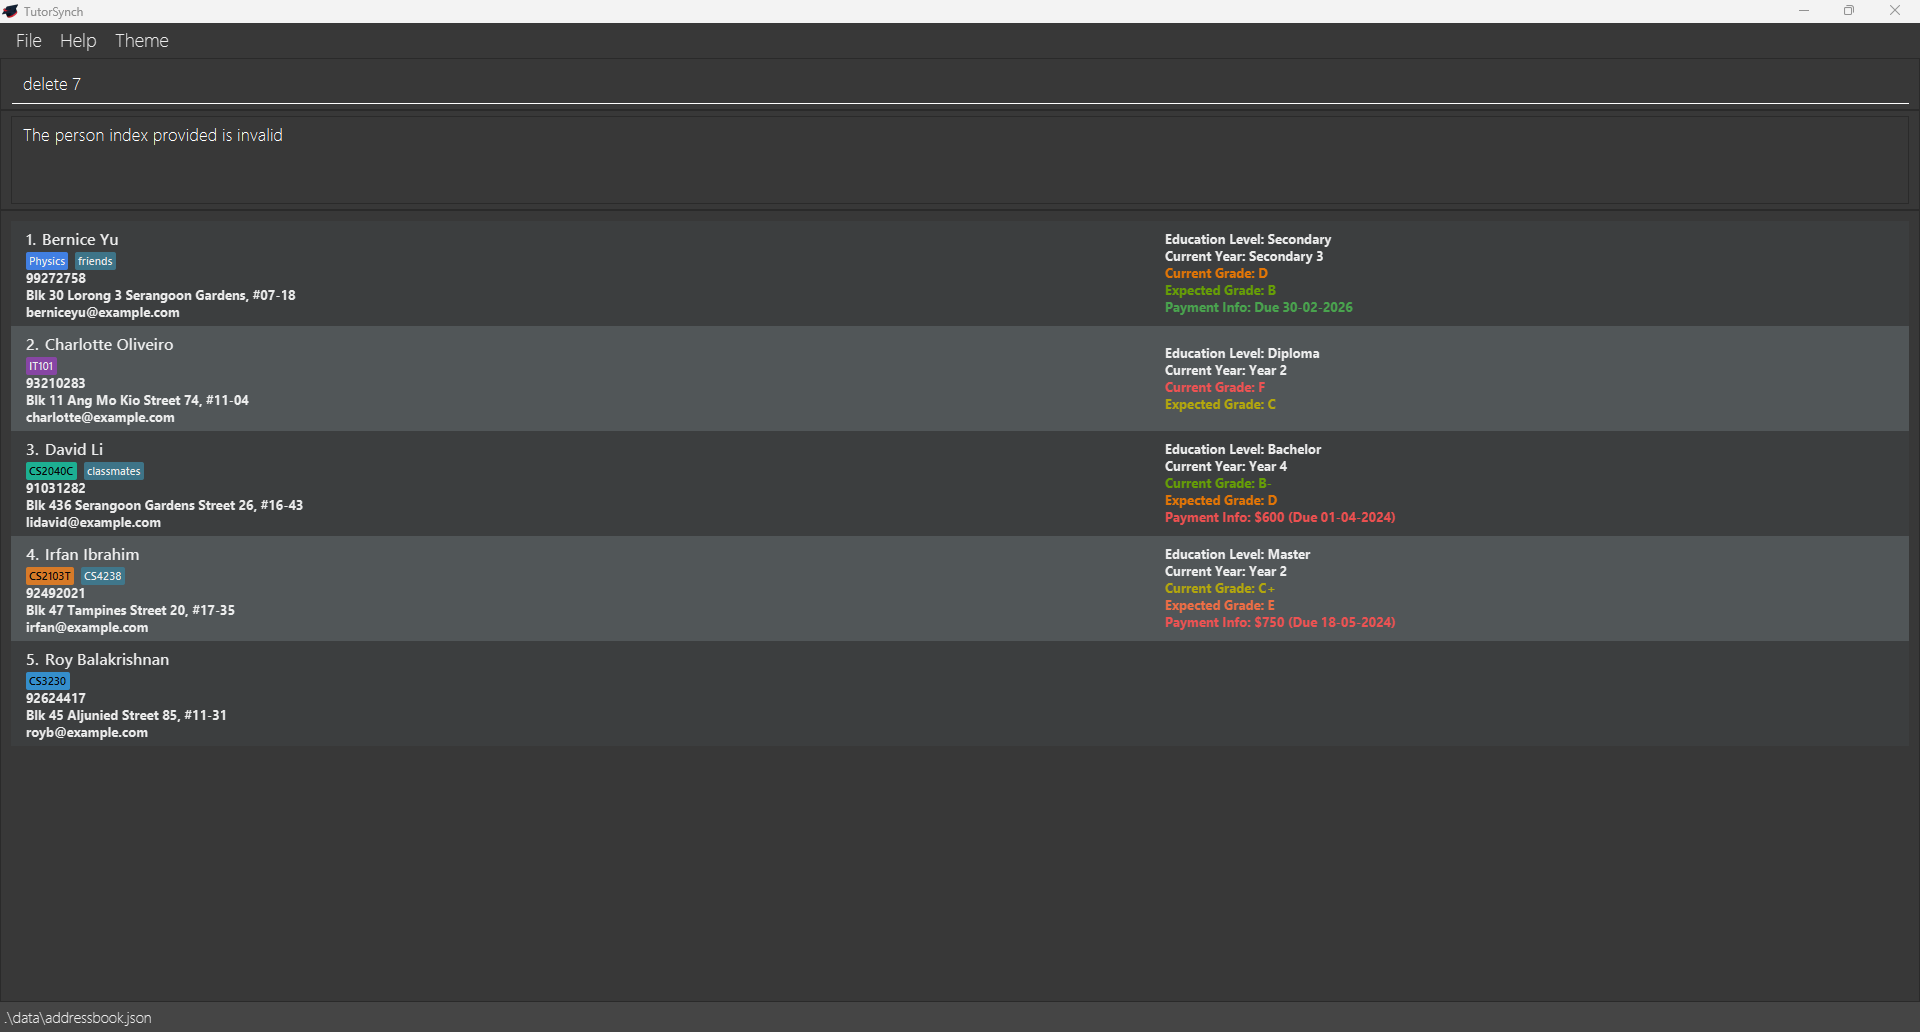 TutorSynch
File Help Theme
delete 7
The person index provided is invalid
1. Bernice Yu
Physics friends
99272758
Blk 30 Lorong 3 Serangoon Gardens, #07-18
berniceyu@example.com
Education Level: Secondary
Current Year: Secondary 3
Current Grade: D
Expected Grade: B
Payment Info: Due 30-02-2026
2. Charlotte Oliveiro
IT101
93210283
Blk 11 Ang Mo Kio Street 74, #11-04
charlotte@example.com
Education Level: Diploma
Current Year: Year 2
Current Grade: F
Expected Grade: C
3. David Li
CS2040C classmates
91031282
Blk 436 Serangoon Gardens Street 26, #16-43
lidavid@example.com
Education Level: Bachelor
Current Year: Year 4
Current Grade: B-
Expected Grade: D
Payment Info: $600 (Due 01-04-2024)
4. Irfan Ibrahim
CS2103T CS4238
92492021
Blk 47 Tampines Street 20, #17-35
irfan@example.com
Education Level: Master
Current Year: Year 2
Current Grade: C+
Expected Grade: E
Payment Info: $750 (Due 18-05-2024)
5. Roy Balakrishnan
CS3230
92624417
Blk 45 Aljunied Street 85, #11-31
royb@example.com
.\data\addressbook.json